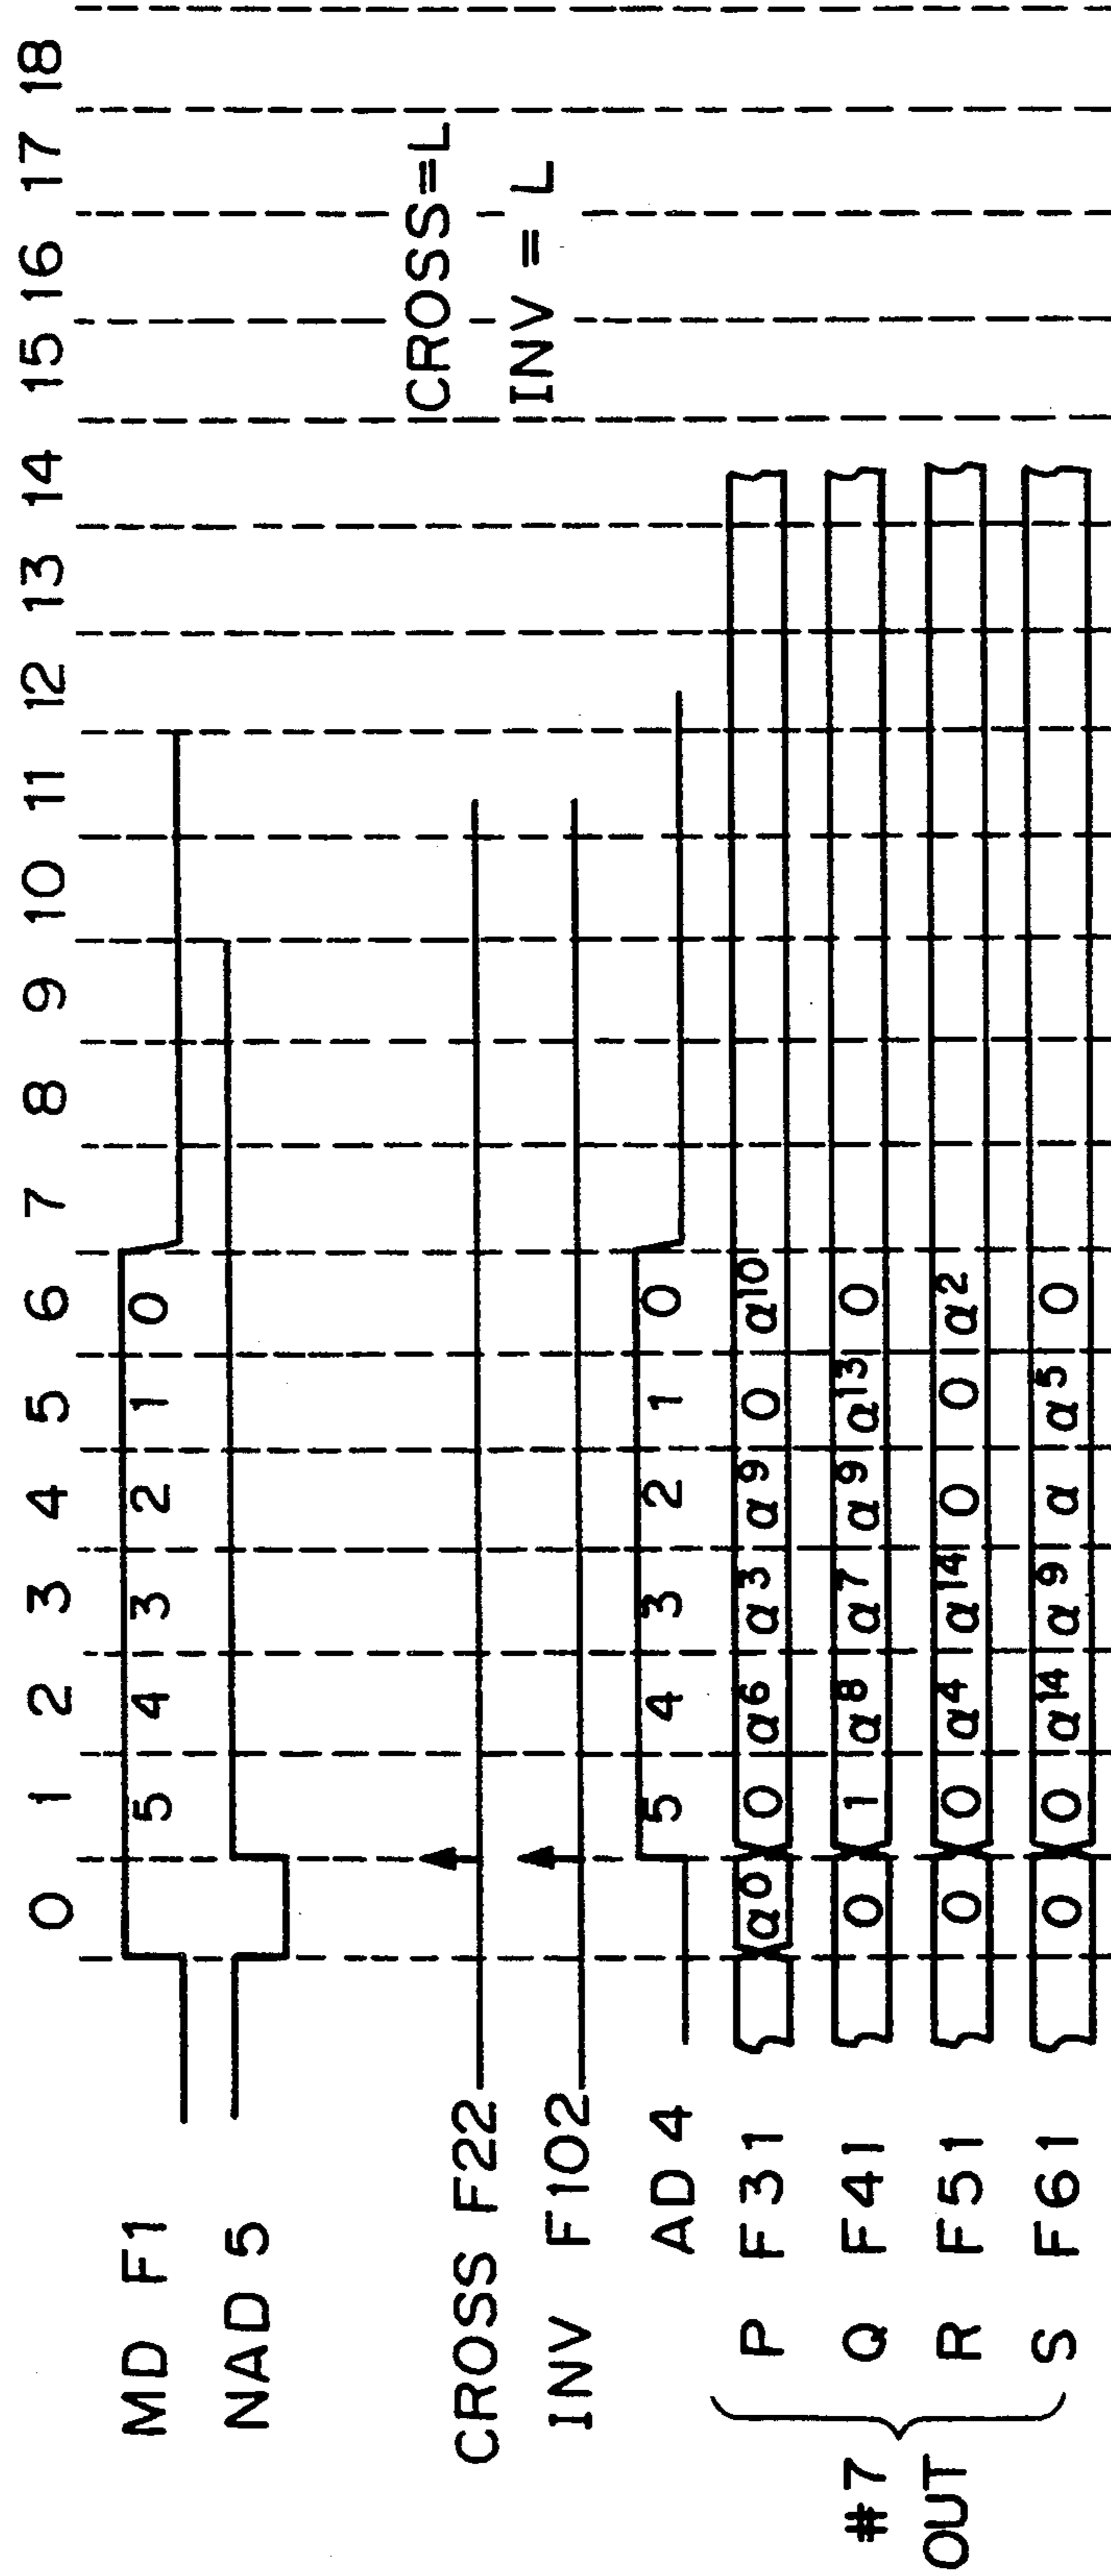 0 1 2 3 4 5 6 7 8 9 10 11 12 13 14 15 16 17 18
MD F1 5 4 3 2 1 0
NAD 5
CROSS F22 CROSS=L
INV F102 INV = L
AD 4 5 4 3 2 1 0
#7 OUT
P F31 α⁰ 0 α⁶ α³ α⁹ 0 α¹⁰
Q F41 0 1 α⁸ α⁷ α⁹ α¹³ 0
R F51 0 0 α⁴ α¹⁴ 0 0 α²
S F61 0 0 α¹⁴ α⁹ α α⁵ 0